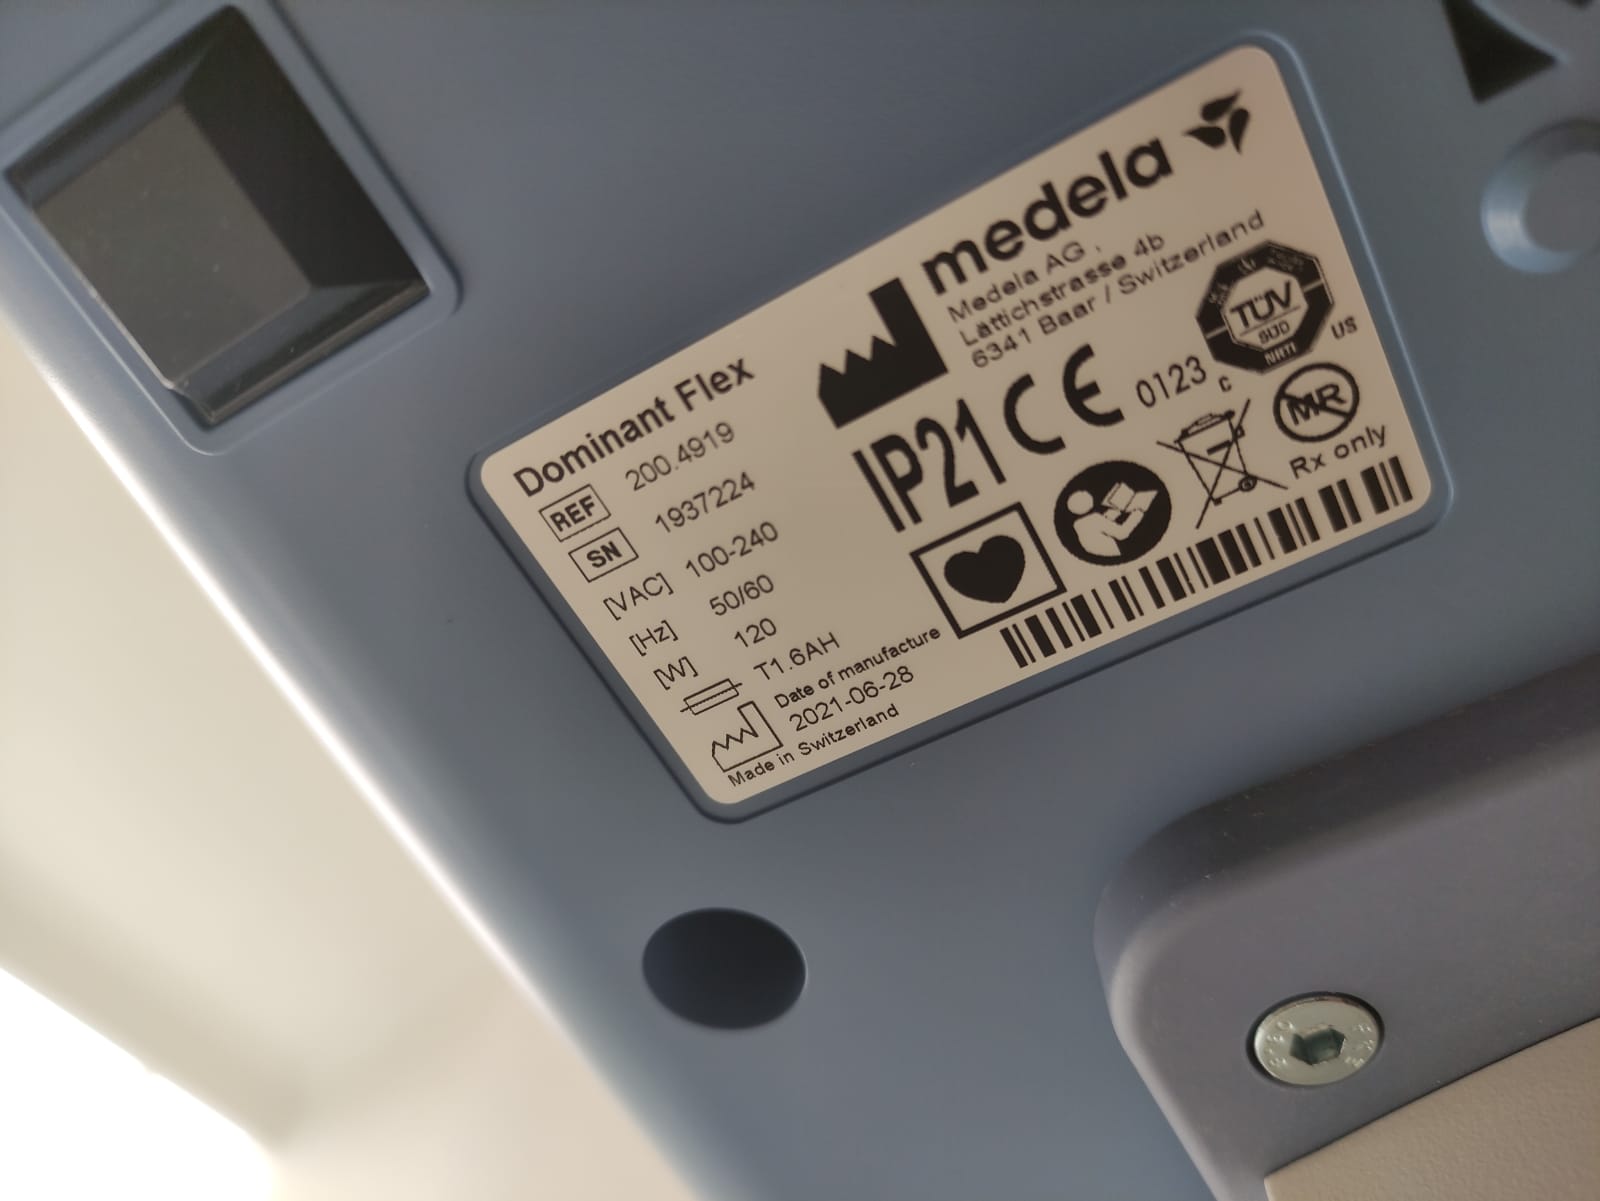 Dominant Flex
REF 200.4919
SN 1937224
[VAC] 100-240
[Hz] 50/60
[W] 120
T1.6AH
Date of manufacture
2021-06-28
Made in Switzerland
medela
Medela AG
Lättichstrasse 4b
6341 Baar / Switzerland
IP21 CE 0123
TÜV
SÜD
NRTL
C US
MR
Rx only